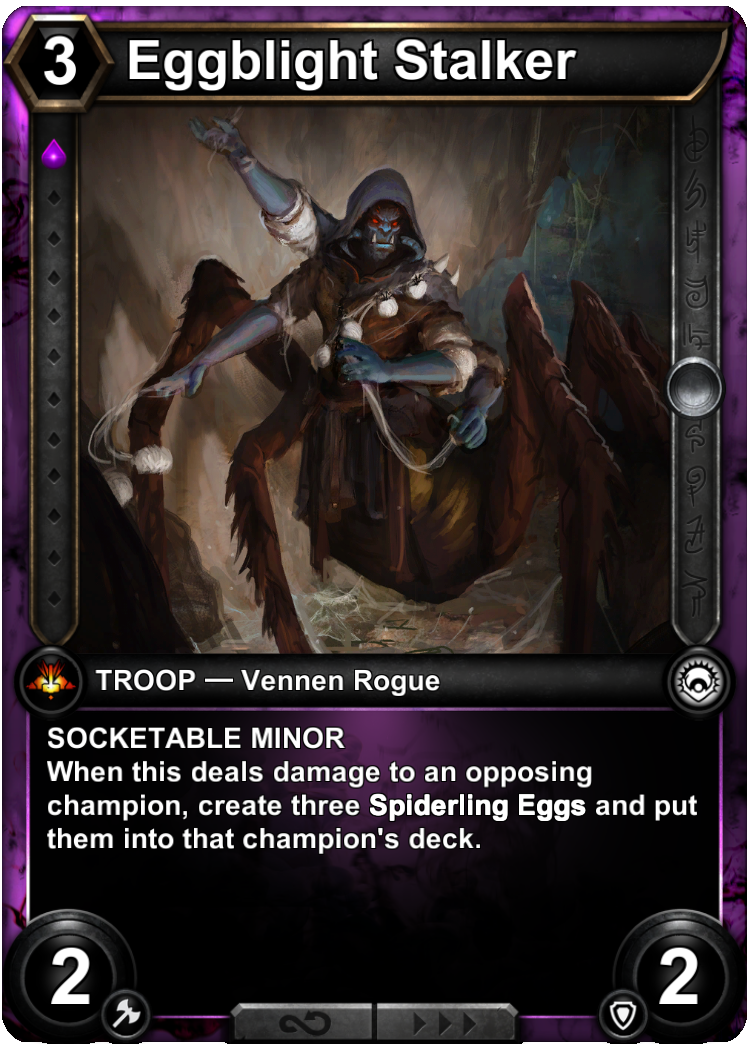 3 Eggblight Stalker
TROOP — Vennen Rogue
SOCKETABLE MINOR
When this deals damage to an opposing
champion, create three Spiderling Eggs and put
them into that champion's deck.
2 2